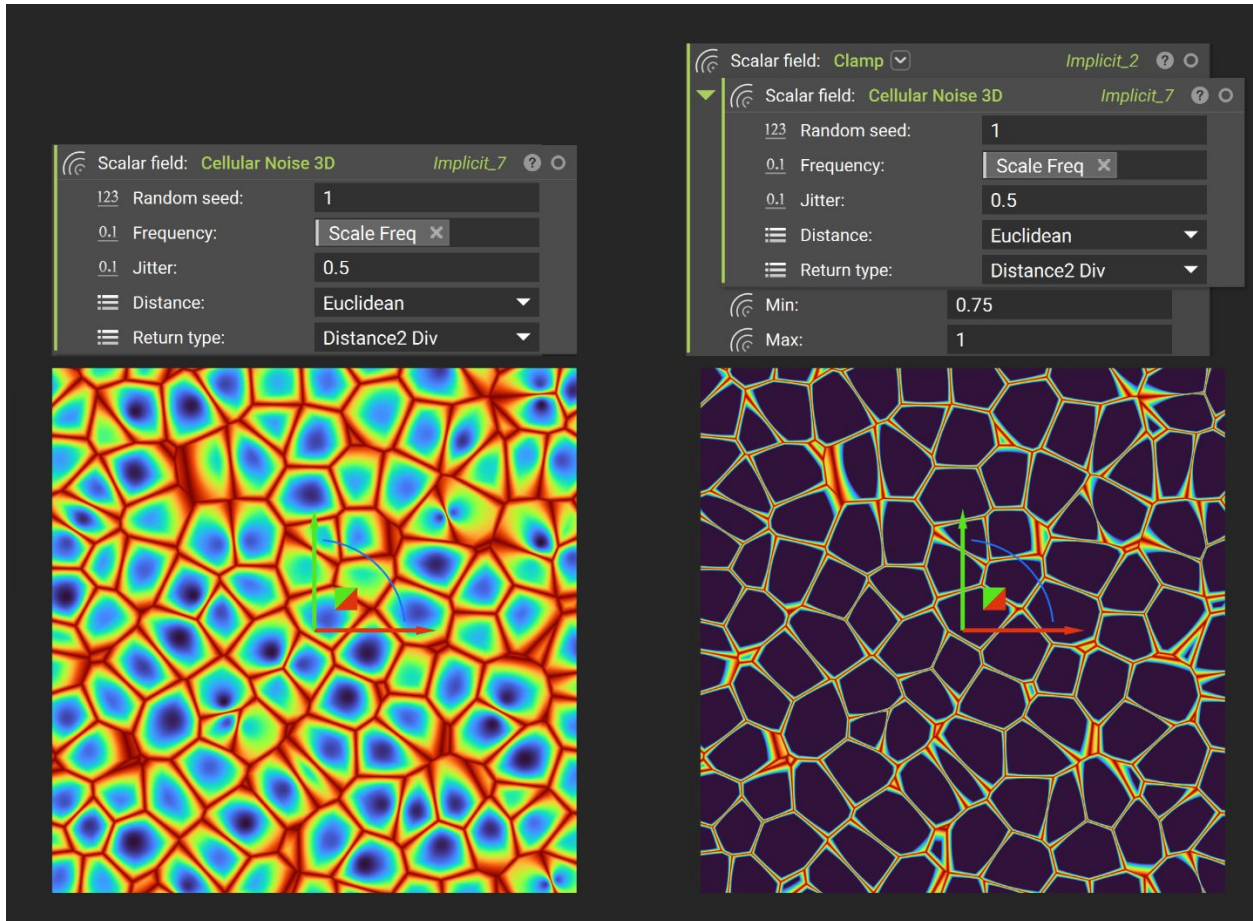 Scalar field: Cellular Noise 3D Implicit_7 ?
123 Random seed: 1
0.1 Frequency: Scale Freq ×
0.1 Jitter: 0.5
Distance: Euclidean
Return type: Distance2 Div
Scalar field: Clamp Implicit_2 ?
Scalar field: Cellular Noise 3D Implicit_7 ?
123 Random seed: 1
0.1 Frequency: Scale Freq ×
0.1 Jitter: 0.5
Distance: Euclidean
Return type: Distance2 Div
Min: 0.75
Max: 1